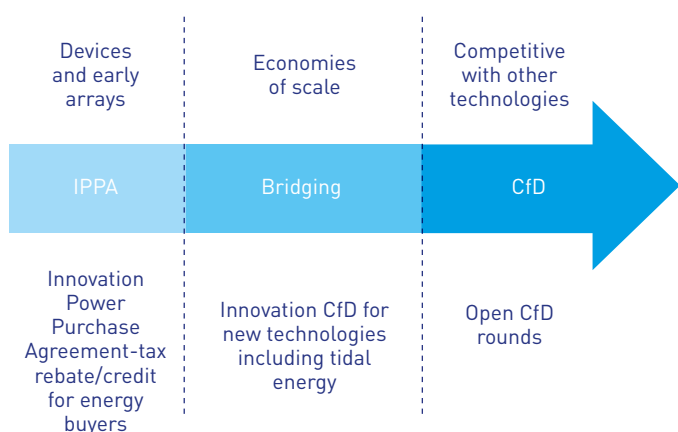 Devices
and early
arrays
Economies
of scale
Competitive
with other
technologies
IPPA
Bridging
CfD
Innovation
Power
Purchase
Agreement-tax
rebate/credit
for energy
buyers
Innovation CfD for
new technologies
including tidal
energy
Open CfD
rounds